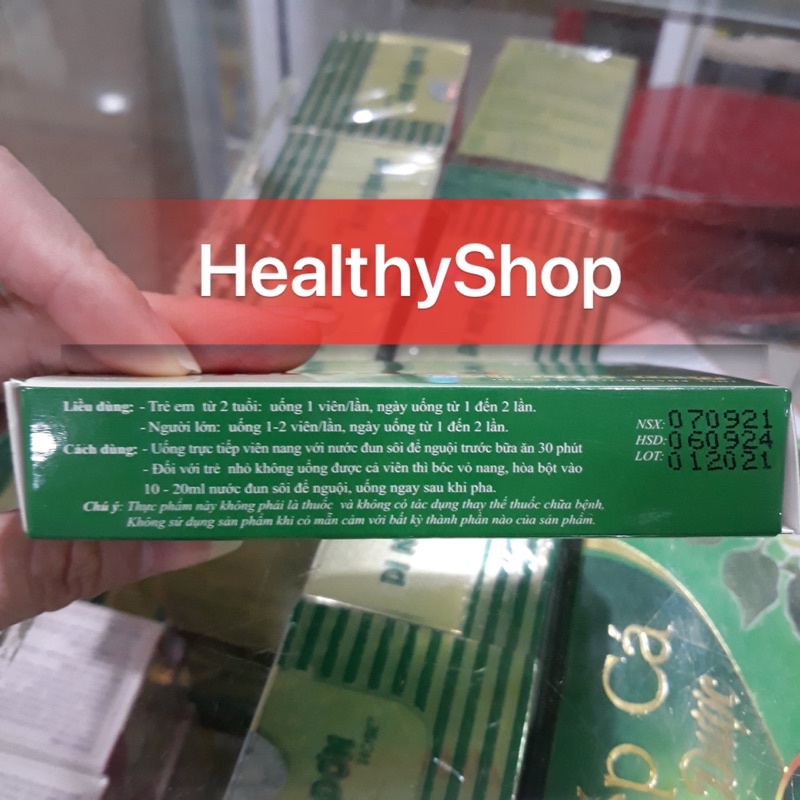 HealthyShop
Liều dùng: - Trẻ em từ 2 tuổi: uống 1 viên/lần, ngày uống từ 1 đến 2 lần.
- Người lớn: uống 1-2 viên/lần, ngày uống từ 1 đến 2 lần.
Cách dùng: - Uống trực tiếp viên nang với nước đun sôi để nguội trước bữa ăn 30 phút
- Đối với trẻ nhỏ không uống được cả viên thì bóc vỏ nang, hòa bột vào
10 - 20ml nước đun sôi để nguội, uống ngay sau khi pha.
Chú ý: Thực phẩm này không phải là thuốc và không có tác dụng thay thế thuốc chữa bệnh,
Không sử dụng sản phẩm khi có mẫn cảm với bất kỳ thành phần nào của sản phẩm.
NSX: 070921
HSD: 060924
LOT: 012021
p Cá